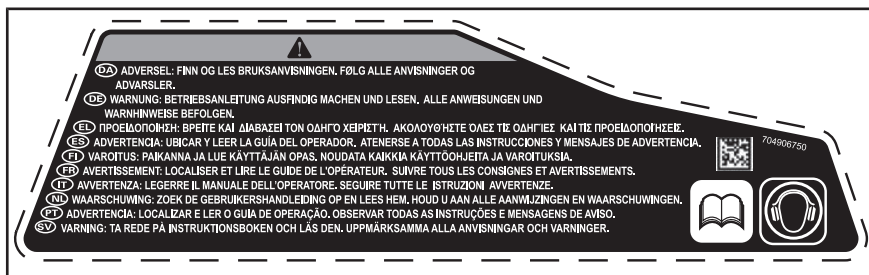 DA ADVERSEL: FINN OG LES BRUKSANVISNINGEN. FØLG ALLE ANVISNINGER OG
ADVARSLER.
DE WARNUNG: BETRIEBSANLEITUNG AUSFINDIG MACHEN UND LESEN. ALLE ANWEISUNGEN UND
WARNHINWEISE BEFOLGEN.
EL ΠΡΟΕΙΔΟΠΟΙΗΣΗ: ΒΡΕΙΤΕ ΚΑΙ ΔΙΑΒΑΣΕΙ ΤΟΝ ΟΔΗΓΟ ΧΕΙΡΙΣΤΗ. ΑΚΟΛΟΥΘΗΣΤΕ ΌΛΕΣ ΤΙΣ ΟΔΗΓΙΕΣ ΚΑΙ ΤΙΣ ΠΡΟΕΙΔΟΠΟΙΗΣΕΙΣ.
ES ADVERTENCIA: UBICAR Y LEER LA GUÍA DEL OPERADOR. ATENERSE A TODAS LAS INSTRUCCIONES Y MENSAJES DE ADVERTENCIA.
704906750
FI VAROITUS: PAIKANNA JA LUE KÄYTTÄJÄN OPAS. NOUDATA KAIKKIA KÄYTTÖOHJEITA JA VAROITUKSIA.
FR AVERTISSEMENT: LOCALISER ET LIRE LE GUIDE DE L'OPÉRATEUR. SUIVRE TOUS LES CONSIGNES ET AVERTISSEMENTS.
IT AVVERTENZA: LEGERRE IL MANUALE DELL'OPERATORE. SEGUIRE TUTTE LE ISTRUZIONI AVVERTENZE.
NL WAARSCHUWING: ZOEK DE GEBRUIKERSHANDLEIDING OP EN LEES HEM. HOUD U AAN ALLE AANWIJZINGEN EN WAARSCHUWINGEN.
PT ADVERTENCIA: LOCALIZAR E LER O GUIA DE OPERAÇÃO. OBSERVAR TODAS AS INSTRUÇÕES E MENSAGENS DE AVISO.
SV VARNING: TA REDE PÅ INSTRUKTIONSBOKEN OCH LÄS DEN. UPPMÄRKSAMMA ALLA ANVISNINGAR OCH VARNINGER.